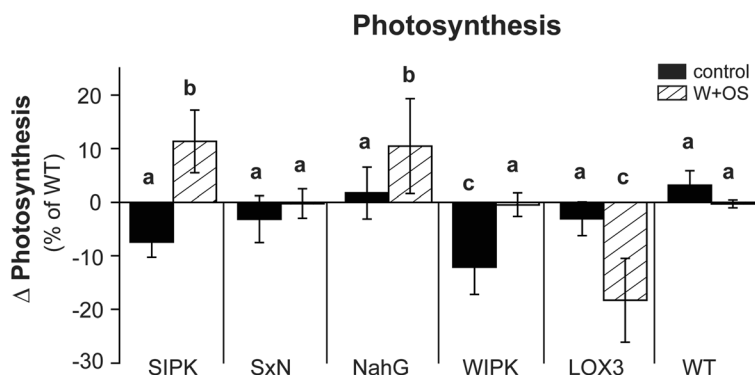 Photosynthesis
control
W+OS
Δ Photosynthesis
(% of WT)
20
10
0
-10
-20
-30
a b a a a b c a a c a a
SIPK SxN NahG WIPK LOX3 WT